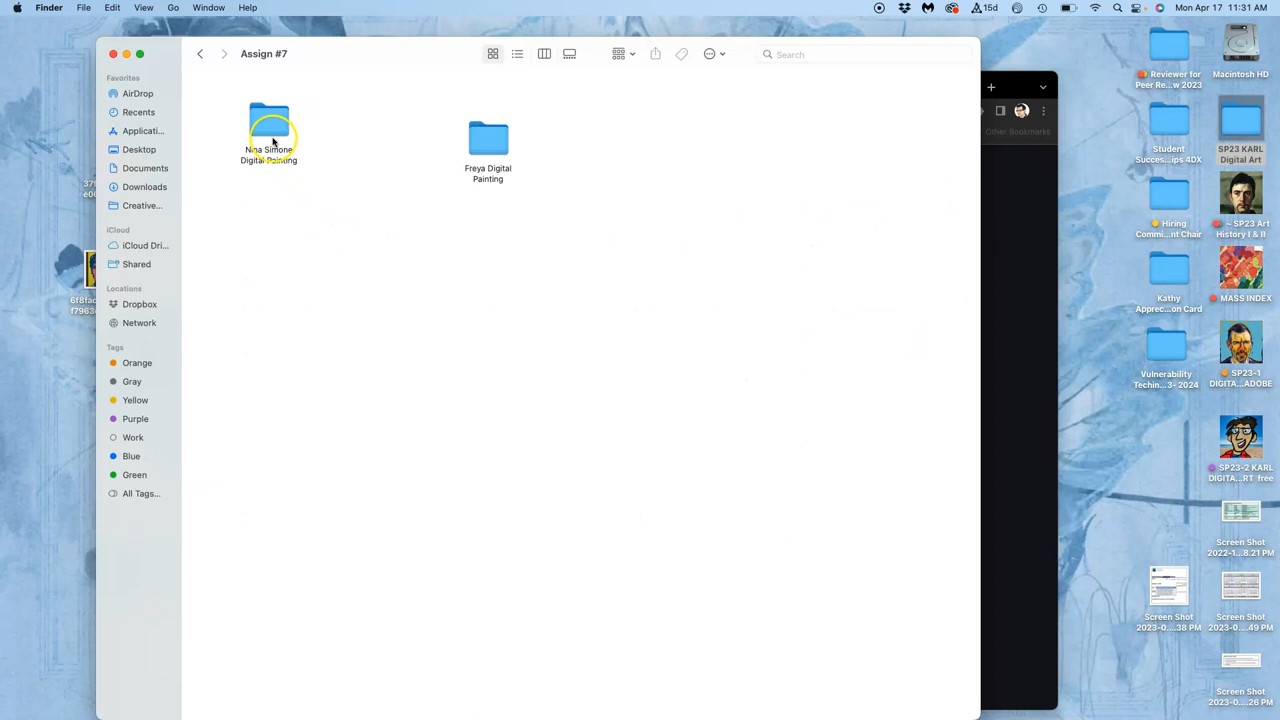 Finder File Edit View Go Window Help
15d
Mon Apr 17 11:31 AM
Assign #7
Search
Favorites
AirDrop
Recents
Applicati...
Desktop
Documents
Downloads
Creative...
iCloud
iCloud Dri...
Shared
Locations
Dropbox
Network
Tags
Orange
Gray
Yellow
Purple
Work
Blue
Green
All Tags...
Nina Simone
Digital Painting
Freya Digital
Painting
Other Bookmarks
Reviewer for
Peer Re...w 2023
Macintosh HD
Student
Succes...ips 4DX
SP23 KARL
Digital Art
Hiring
Commi...nt Chair
~ SP23 Art
History I & II
Kathy
Apprec...on Card
MASS INDEX
Vulnerability
Techin...3- 2024
SP23-1
DIGITA...ADOBE
SP23-2 KARL
DIGITA...RT free
Screen Shot
2022-1...8.21 PM
Screen Shot
2023-0....38 PM
Screen Shot
2023-0....49 PM
Screen Shot
2023-0....26 PM